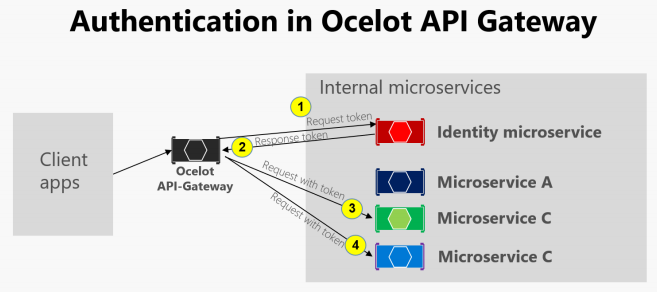 Authentication in Ocelot API Gateway
Internal microservices
1
Request token
2
Response token
Identity microservice
Client
apps
Ocelot
API-Gateway
Request with token
Microservice A
3
Microservice C
Request with token
4
Microservice C